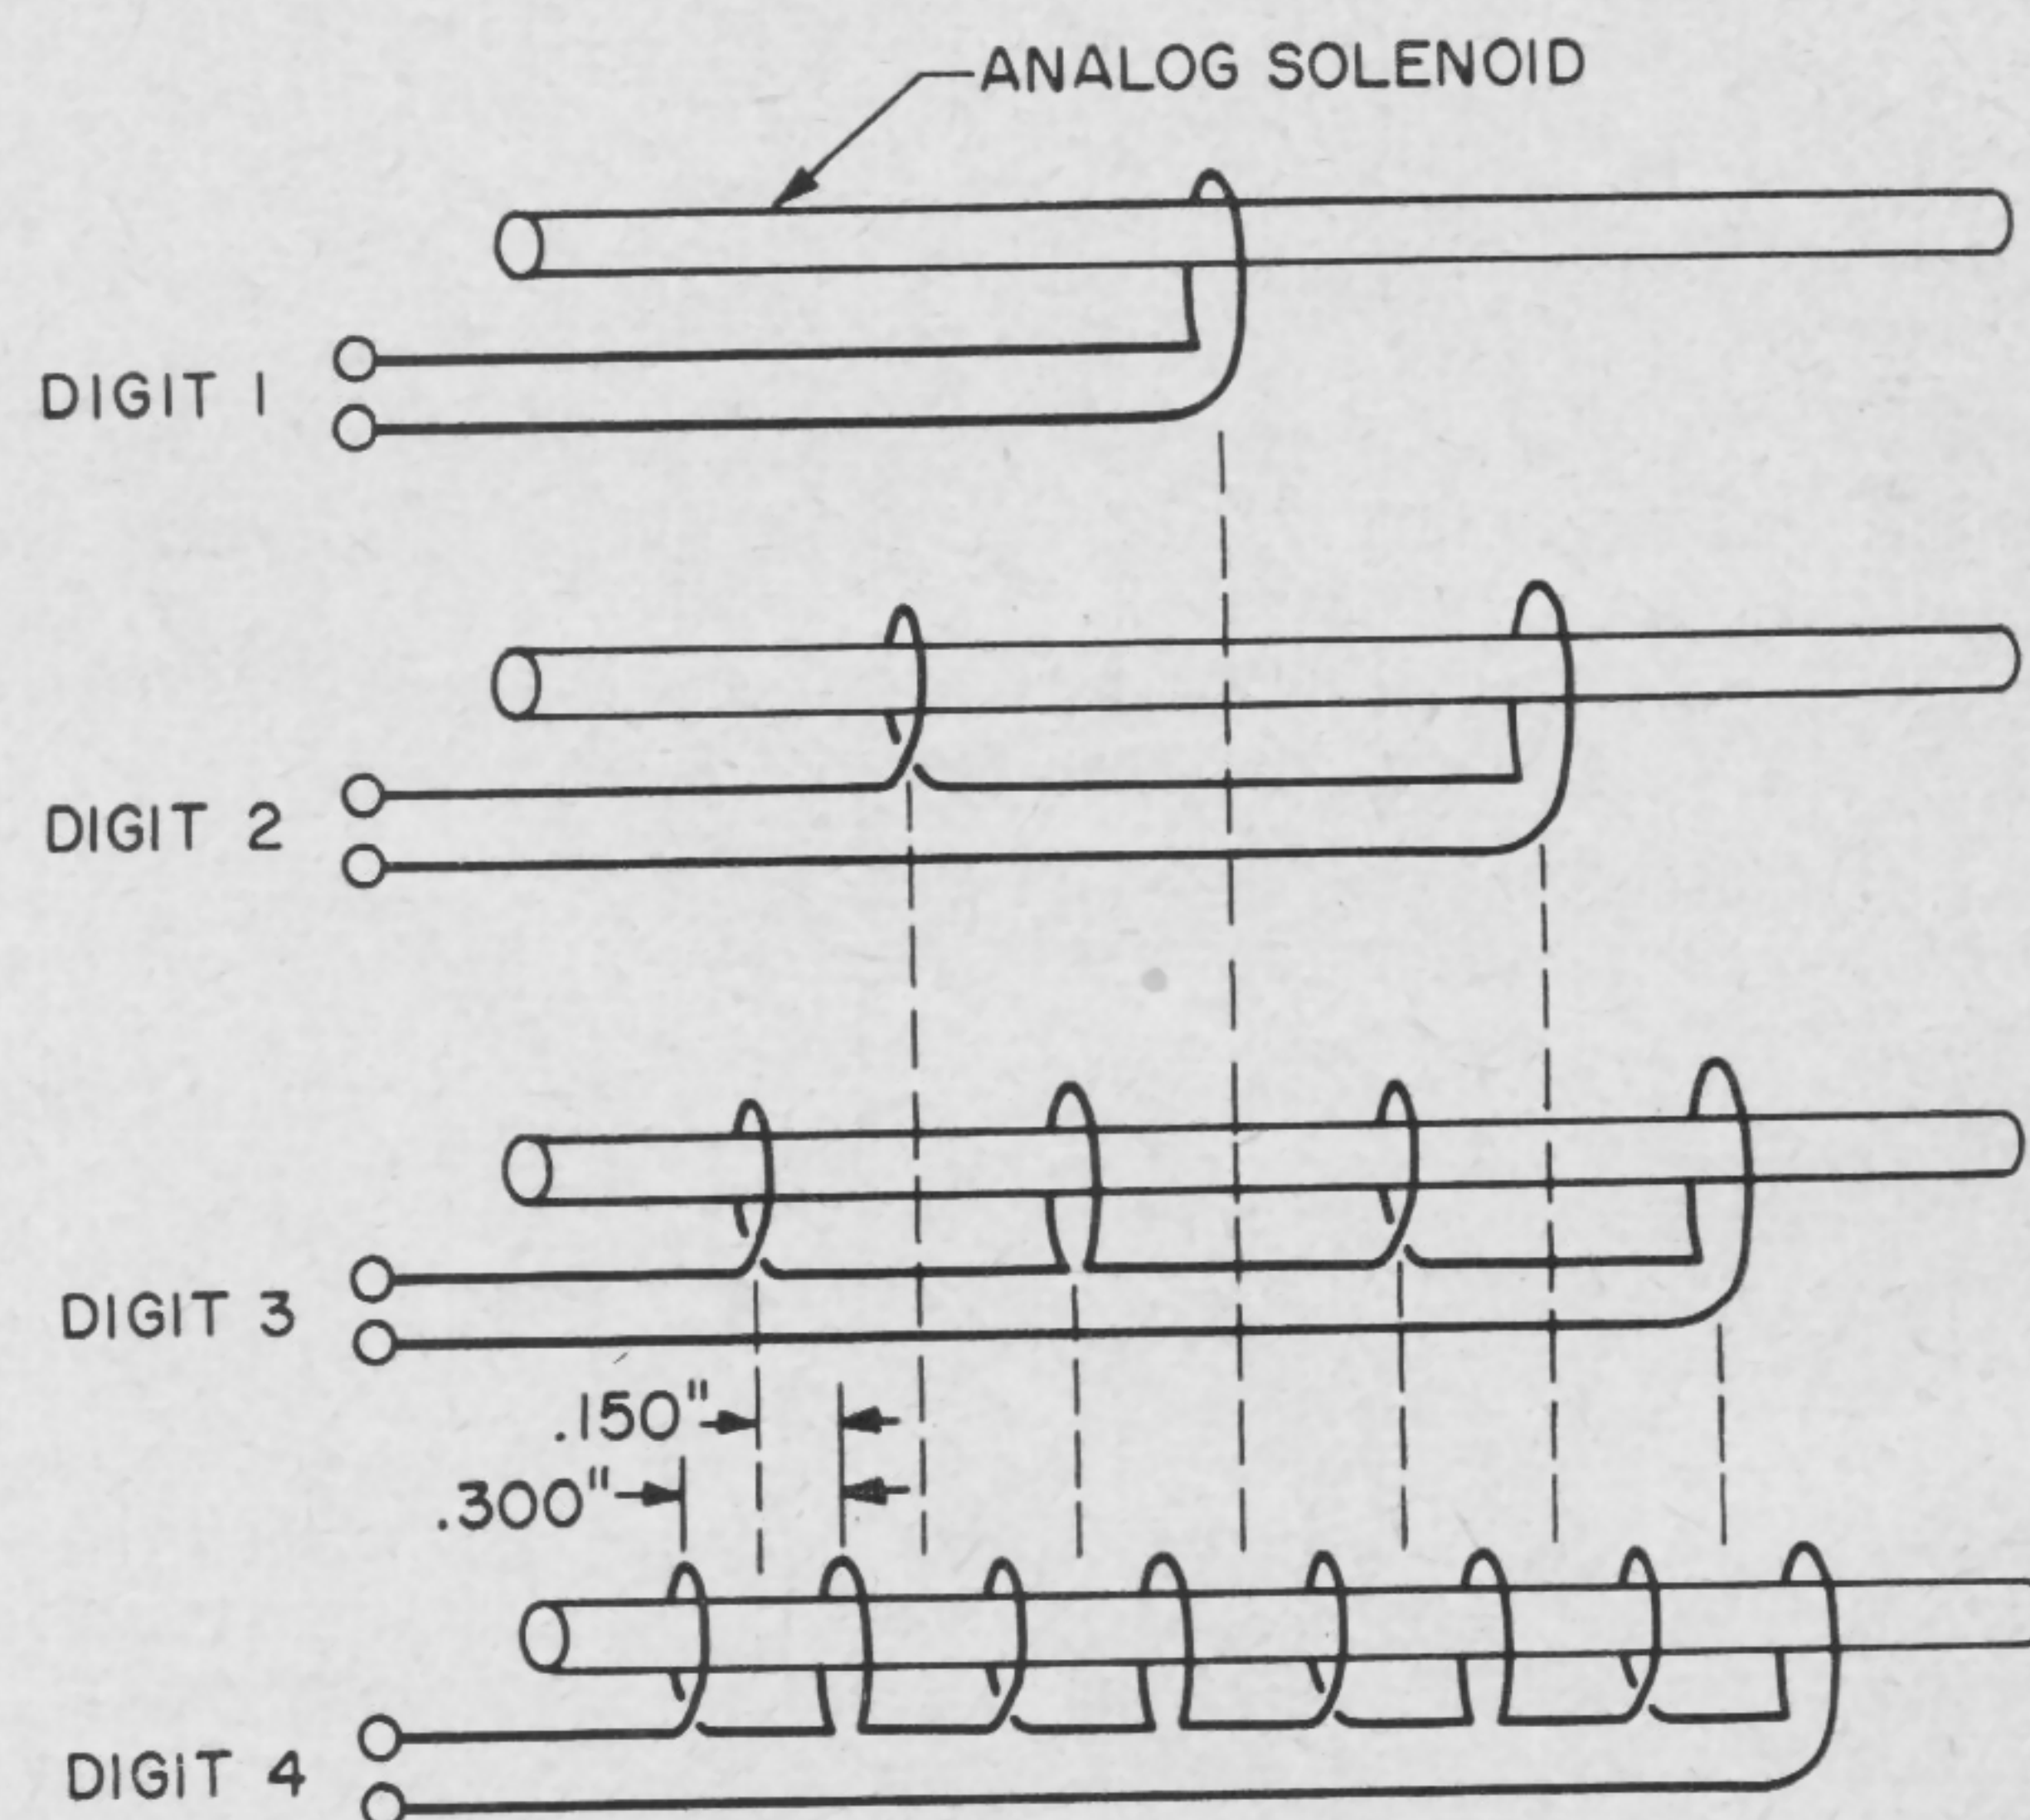 ANALOG SOLENOID
DIGIT 1
DIGIT 2
DIGIT 3
.150"
.300"
DIGIT 4